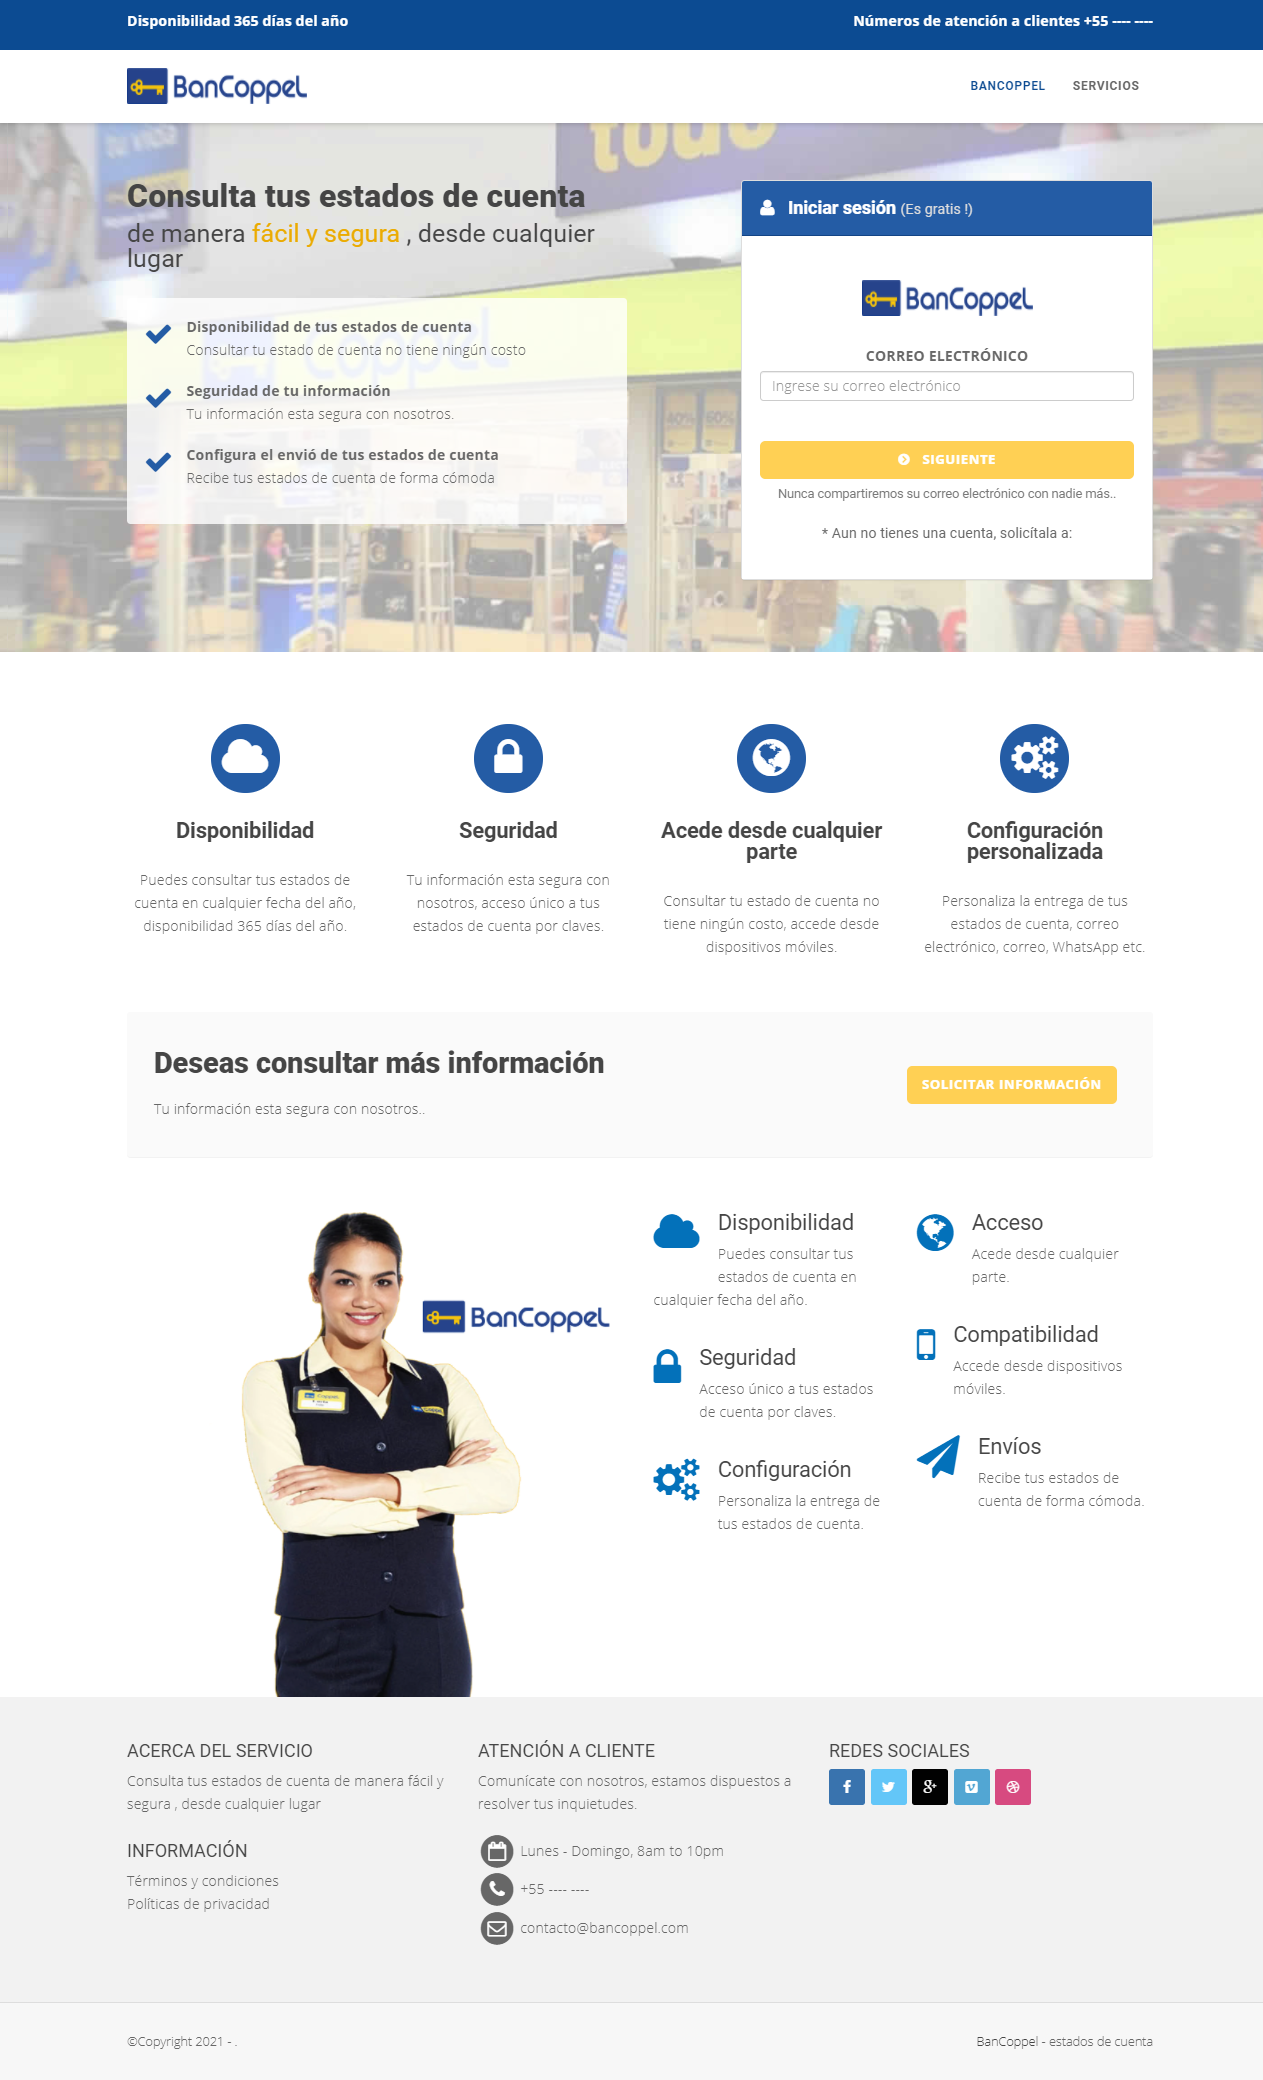 Disponibilidad 365 días del año
Números de atención a clientes +55 ---- ----
BanCoppel
BANCOPPEL
SERVICIOS
todo
Consulta tus estados de cuenta
de manera fácil y segura , desde cualquier
lugar
Coppel
40% 60%
Disponibilidad de tus estados de cuenta
Consultar tu estado de cuenta no tiene ningún costo
Seguridad de tu información
Tu información esta segura con nosotros.
Configura el envió de tus estados de cuenta
Recibe tus estados de cuenta de forma cómoda
Iniciar sesión (Es gratis !)
BanCoppel
CORREO ELECTRÓNICO
Ingrese su correo electrónico
SIGUIENTE
Nunca compartiremos su correo electrónico con nadie más..
* Aun no tienes una cuenta, solicítala a:
Disponibilidad
Puedes consultar tus estados de
cuenta en cualquier fecha del año,
disponibilidad 365 días del año.
Seguridad
Tu información esta segura con
nosotros, acceso único a tus
estados de cuenta por claves.
Acede desde cualquier
parte
Consultar tu estado de cuenta no
tiene ningún costo, accede desde
dispositivos móviles.
Configuración
personalizada
Personaliza la entrega de tus
estados de cuenta, correo
electrónico, correo, WhatsApp etc.
Deseas consultar más información
Tu información esta segura con nosotros..
SOLICITAR INFORMACIÓN
BanCoppel
Disponibilidad
Puedes consultar tus
estados de cuenta en
cualquier fecha del año.
Seguridad
Acceso único a tus estados
de cuenta por claves.
Configuración
Personaliza la entrega de
tus estados de cuenta.
Acceso
Acede desde cualquier
parte.
Compatibilidad
Accede desde dispositivos
móviles.
Envíos
Recibe tus estados de
cuenta de forma cómoda.
ACERCA DEL SERVICIO
Consulta tus estados de cuenta de manera fácil y
segura , desde cualquier lugar
INFORMACIÓN
Términos y condiciones
Políticas de privacidad
ATENCIÓN A CLIENTE
Comunícate con nosotros, estamos dispuestos a
resolver tus inquietudes.
Lunes - Domingo, 8am to 10pm
+55 ---- ----
contacto@bancoppel.com
REDES SOCIALES
©Copyright 2021 - .
BanCoppel - estados de cuenta